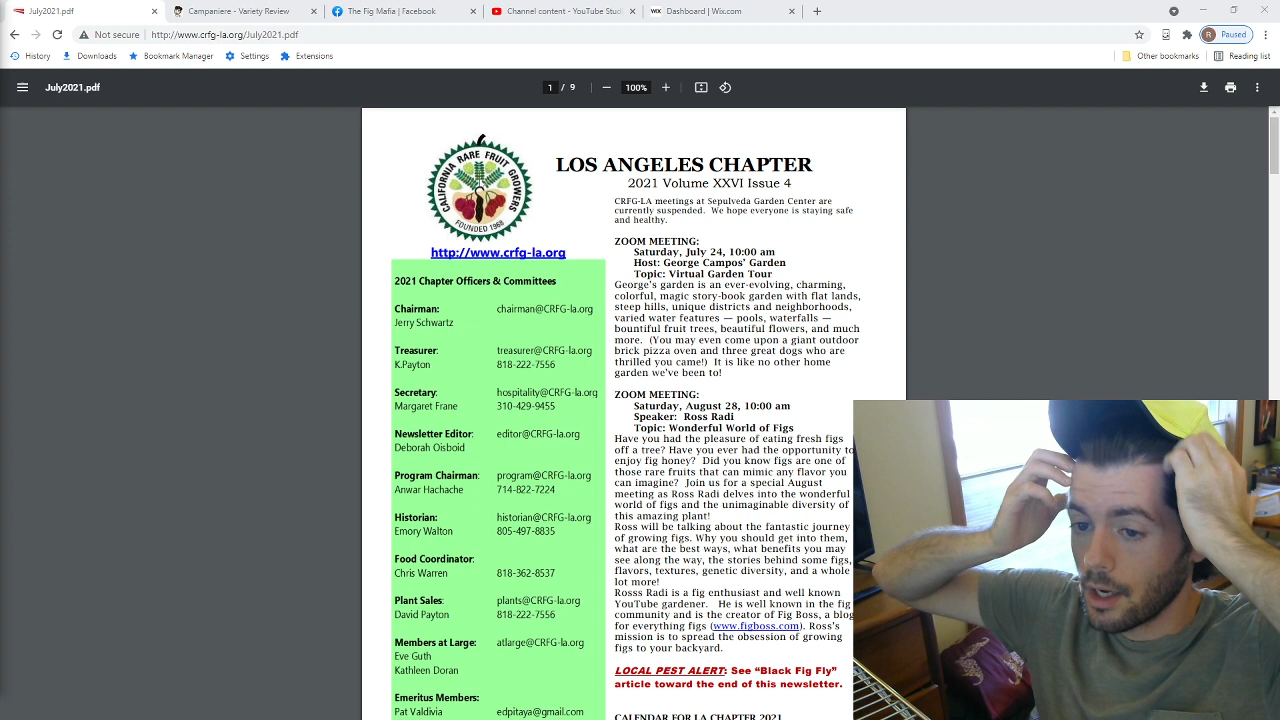 July2021.pdf
Campaniere - Variety Review
The Fig Mafia | Facebook
Campaniere - YouTube Studio
Dashboard | Wix.com
Not secure | http://www.crfg-la.org/July2021.pdf
Paused
History
Downloads
Bookmark Manager
Settings
Extensions
Other bookmarks
Reading list
July2021.pdf
1 / 9
100%
CALIFORNIA RARE FRUIT GROWERS
FOUNDED 1968
http://www.crfg-la.org
2021 Chapter Officers & Committees
Chairman: chairman@CRFG-la.org
Jerry Schwartz
Treasurer: treasurer@CRFG-la.org
K.Payton 818-222-7556
Secretary: hospitality@CRFG-la.org
Margaret Frane 310-429-9455
Newsletter Editor: editor@CRFG-la.org
Deborah Oisboid
Program Chairman: program@CRFG-la.org
Anwar Hachache 714-822-7224
Historian: historian@CRFG-la.org
Emory Walton 805-497-8835
Food Coordinator:
Chris Warren 818-362-8537
Plant Sales: plants@CRFG-la.org
David Payton 818-222-7556
Members at Large: atlarge@CRFG-la.org
Eve Guth
Kathleen Doran
Emeritus Members:
Pat Valdivia edpitaya@gmail.com
LOS ANGELES CHAPTER
2021 Volume XXVI Issue 4
CRFG-LA meetings at Sepulveda Garden Center are
currently suspended. We hope everyone is staying safe
and healthy.
ZOOM MEETING:
Saturday, July 24, 10:00 am
Host: George Campos' Garden
Topic: Virtual Garden Tour
George's garden is an ever-evolving, charming,
colorful, magic story-book garden with flat lands,
steep hills, unique districts and neighborhoods,
varied water features — pools, waterfalls —
bountiful fruit trees, beautiful flowers, and much
more. (You may even come upon a giant outdoor
brick pizza oven and three great dogs who are
thrilled you came!) It is like no other home
garden we've been to!
ZOOM MEETING:
Saturday, August 28, 10:00 am
Speaker: Ross Radi
Topic: Wonderful World of Figs
Have you had the pleasure of eating fresh figs
off a tree? Have you ever had the opportunity to
enjoy fig honey? Did you know figs are one of
those rare fruits that can mimic any flavor you
can imagine? Join us for a special August
meeting as Ross Radi delves into the wonderful
world of figs and the unimaginable diversity of
this amazing plant!
Ross will be talking about the fantastic journey
of growing figs. Why you should get into them,
what are the best ways, what benefits you may
see along the way, the stories behind some figs,
flavors, textures, genetic diversity, and a whole
lot more!
Rosss Radi is a fig enthusiast and well known
YouTube gardener. He is well known in the fig
community and is the creator of Fig Boss, a blog
for everything figs (www.figboss.com). Ross's
mission is to spread the obsession of growing
figs to your backyard.
LOCAL PEST ALERT: See "Black Fig Fly"
article toward the end of this newsletter.
CALENDAR FOR LA CHAPTER 2021